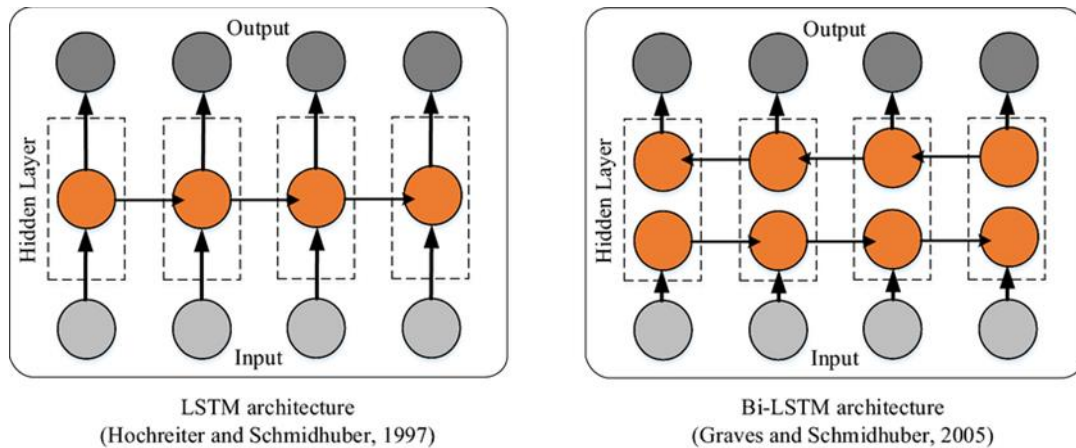 Output
Hidden Layer
Input
LSTM architecture
(Hochreiter and Schmidhuber, 1997)
Output
Hidden Layer
Input
Bi-LSTM architecture
(Graves and Schmidhuber, 2005)